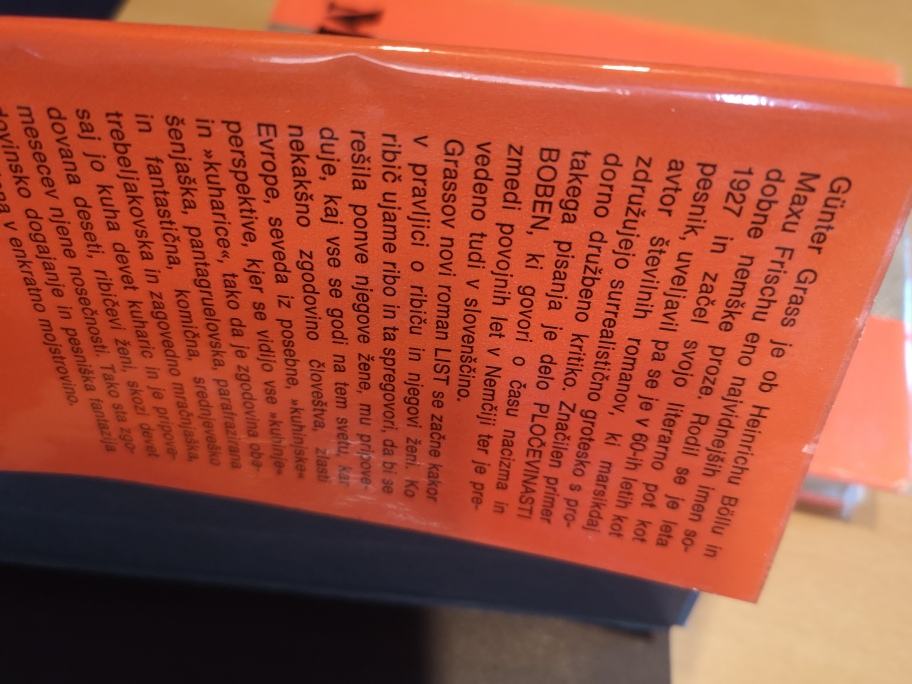 Günter Grass je ob Heinrichu Böllu in
Maxu Frischu eno najvidnejših imen so-
dobne nemške proze. Rodil se je leta
1927 in začel svojo literarno pot kot
pesnik, uveljavil pa se je v 60-ih letih kot
avtor številnih romanov, ki marsikdaj
združujejo surrealistično grotesko s pro-
dorno družbeno kritiko. Značilen primer
takega pisanja je delo PLOČEVINASTI
BOBEN, ki govori o času nacizma in
zmedi povojnih let v Nemčiji ter je pre-
vedeno tudi v slovenščino.
Grassov novi roman LIST se začne kakor
v pravljici o ribiču in njegovi ženi. Ko
ribič ujame ribo in ta spregovori, da bi se
rešila ponve njegove žene, mu pripove-
duje, kaj vse se godi na tem svetu, kar
nekakšno zgodovino človeštva, zlasti
Evrope, seveda iz posebne, »kuhinjske«
perspektive, kjer se vidijo vse »kuhinje«
in »kuharice«, tako da je zgodovina oba-
šenjaška, pantagruelovska, parafrazirana
in fantastična, komična, srednjeveško
trebeljakovska in zagovedno mračnjaška,
saj jo kuha devet kuharic in je pripove-
dovana deseti, ribičevi ženi, skozi devet
mesecev njene nosečnosti. Tako sta zgo-
dovinsko dogajanje in pesniška fantazija
v enkratno mojstrovino.
M